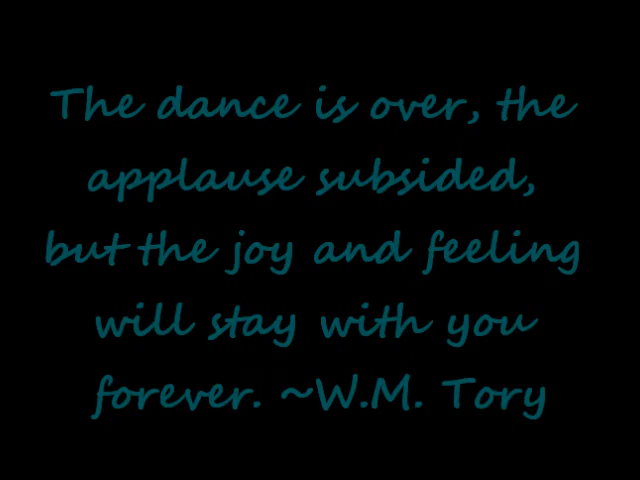 The dance is over, the
applause subsided,
but the joy and feeling
will stay with you
forever. ~W.M. Tory